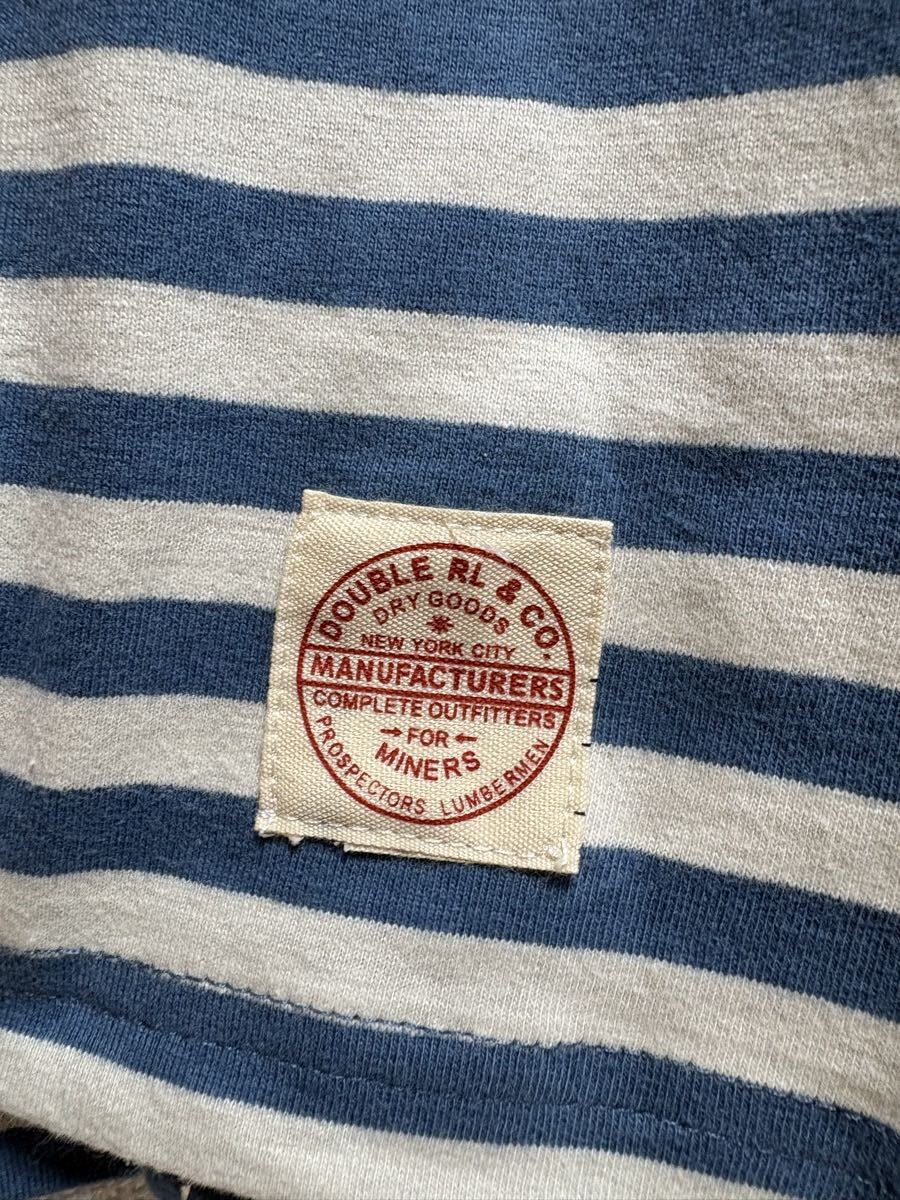 DOUBLE RL & CO.
DRY GOODS
NEW YORK CITY
MANUFACTURERS
COMPLETE OUTFITTERS
→FOR←
MINERS
PROSPECTORS LUMBERMEN